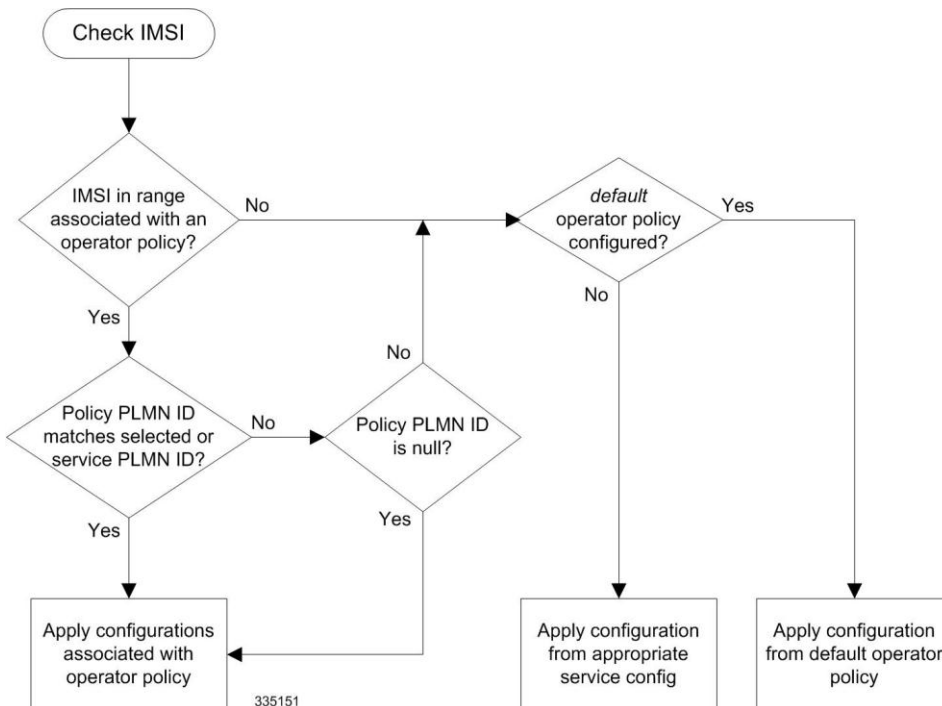 Check IMSI
IMSI in range
associated with an
operator policy?
No
default
operator policy
configured?
Yes
Yes
No
No
Policy PLMN ID
matches selected or
service PLMN ID?
No
Policy PLMN ID
is null?
Yes
Yes
Apply configurations
associated with
operator policy
Apply configuration
from appropriate
service config
Apply configuration
from default operator
policy
335151